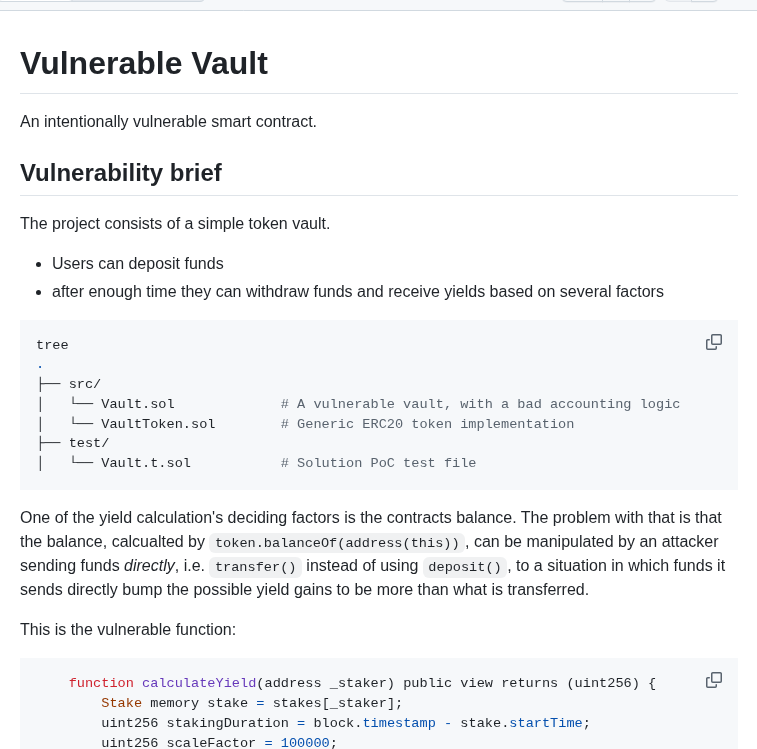 Vulnerable Vault
An intentionally vulnerable smart contract.
Vulnerability brief
The project consists of a simple token vault.
• Users can deposit funds
• after enough time they can withdraw funds and receive yields based on several factors
tree
.
├── src/
│   └── Vault.sol             # A vulnerable vault, with a bad accounting logic
│   └── VaultToken.sol        # Generic ERC20 token implementation
├── test/
│   └── Vault.t.sol           # Solution PoC test file
One of the yield calculation's deciding factors is the contracts balance. The problem with that is that
the balance, calcualted by token.balanceOf(address(this)), can be manipulated by an attacker
sending funds directly, i.e. transfer() instead of using deposit(), to a situation in which funds it
sends directly bump the possible yield gains to be more than what is transferred.
This is the vulnerable function:
    function calculateYield(address _staker) public view returns (uint256) {
        Stake memory stake = stakes[_staker];
        uint256 stakingDuration = block.timestamp - stake.startTime;
        uint256 scaleFactor = 100000;